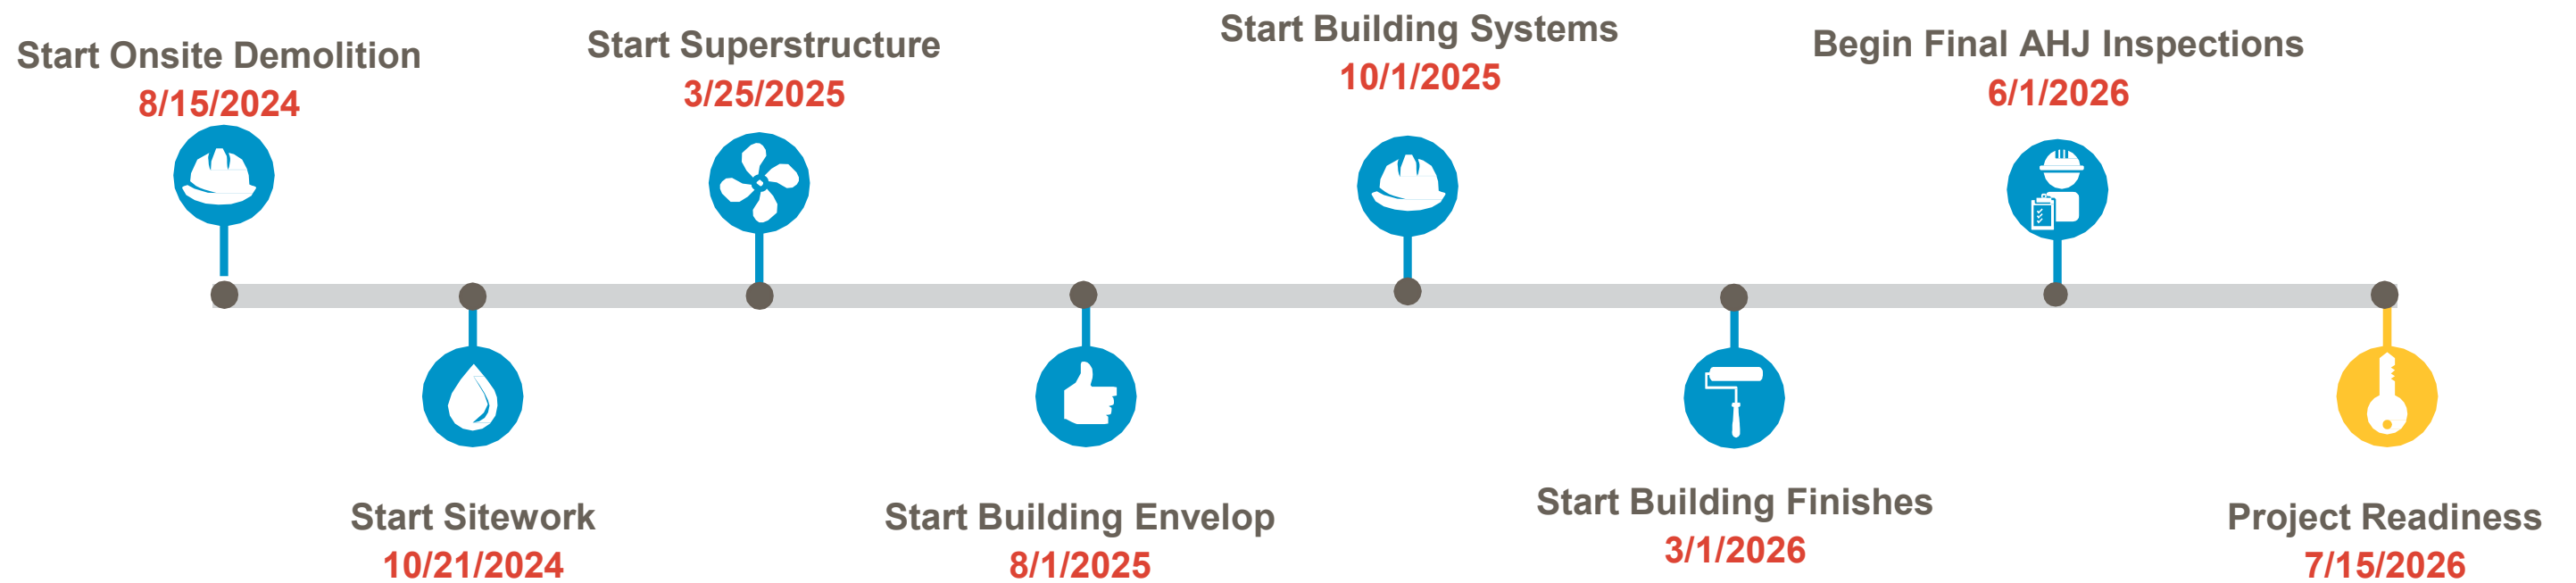 Start Onsite Demolition
8/15/2024
Start Sitework
10/21/2024
Start Superstructure
3/25/2025
Start Building Envelop
8/1/2025
Start Building Systems
10/1/2025
Start Building Finishes
3/1/2026
Begin Final AHJ Inspections
6/1/2026
Project Readiness
7/15/2026